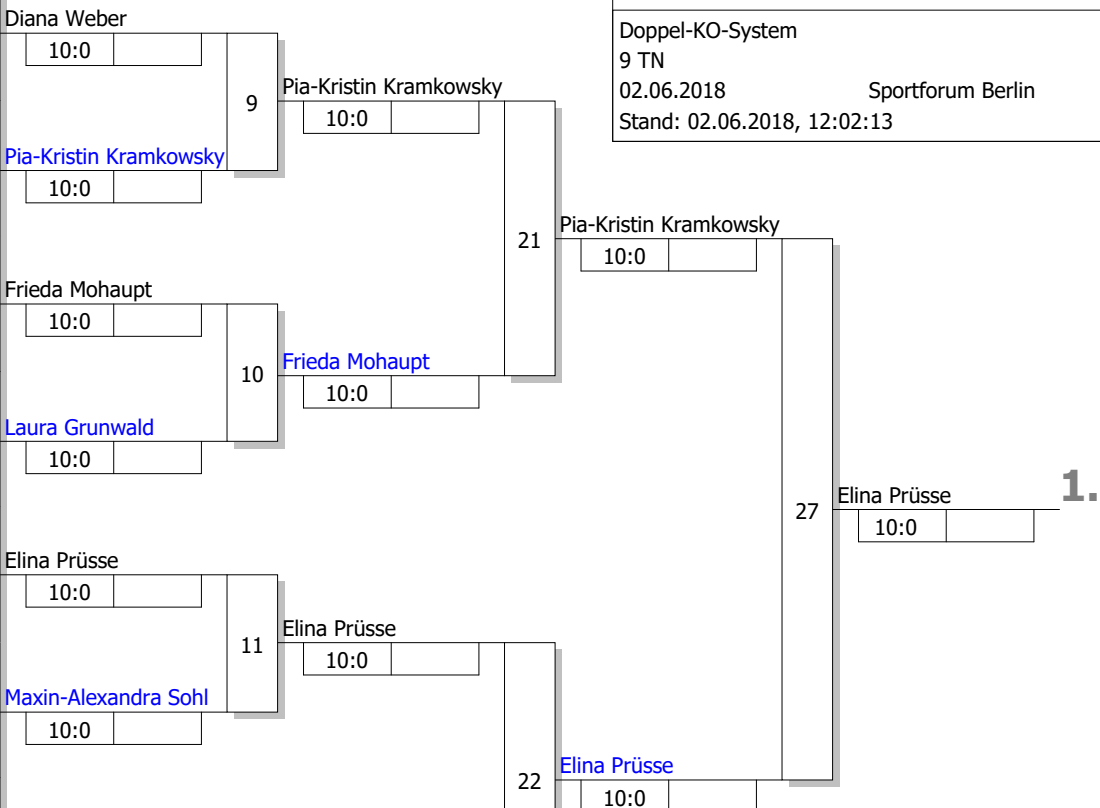 Doppel-KO-System
9 TN
02.06.2018 Sportforum Berlin
Stand: 02.06.2018, 12:02:13
Diana Weber
10:0
9
Pia-Kristin Kramkowsky
10:0
Pia-Kristin Kramkowsky
10:0
21
Pia-Kristin Kramkowsky
10:0
Frieda Mohaupt
10:0
10
Frieda Mohaupt
10:0
Laura Grunwald
10:0
27
Elina Prüsse
1.
10:0
Elina Prüsse
10:0
11
Elina Prüsse
10:0
Maxin-Alexandra Sohl
10:0
22
Elina Prüsse
10:0